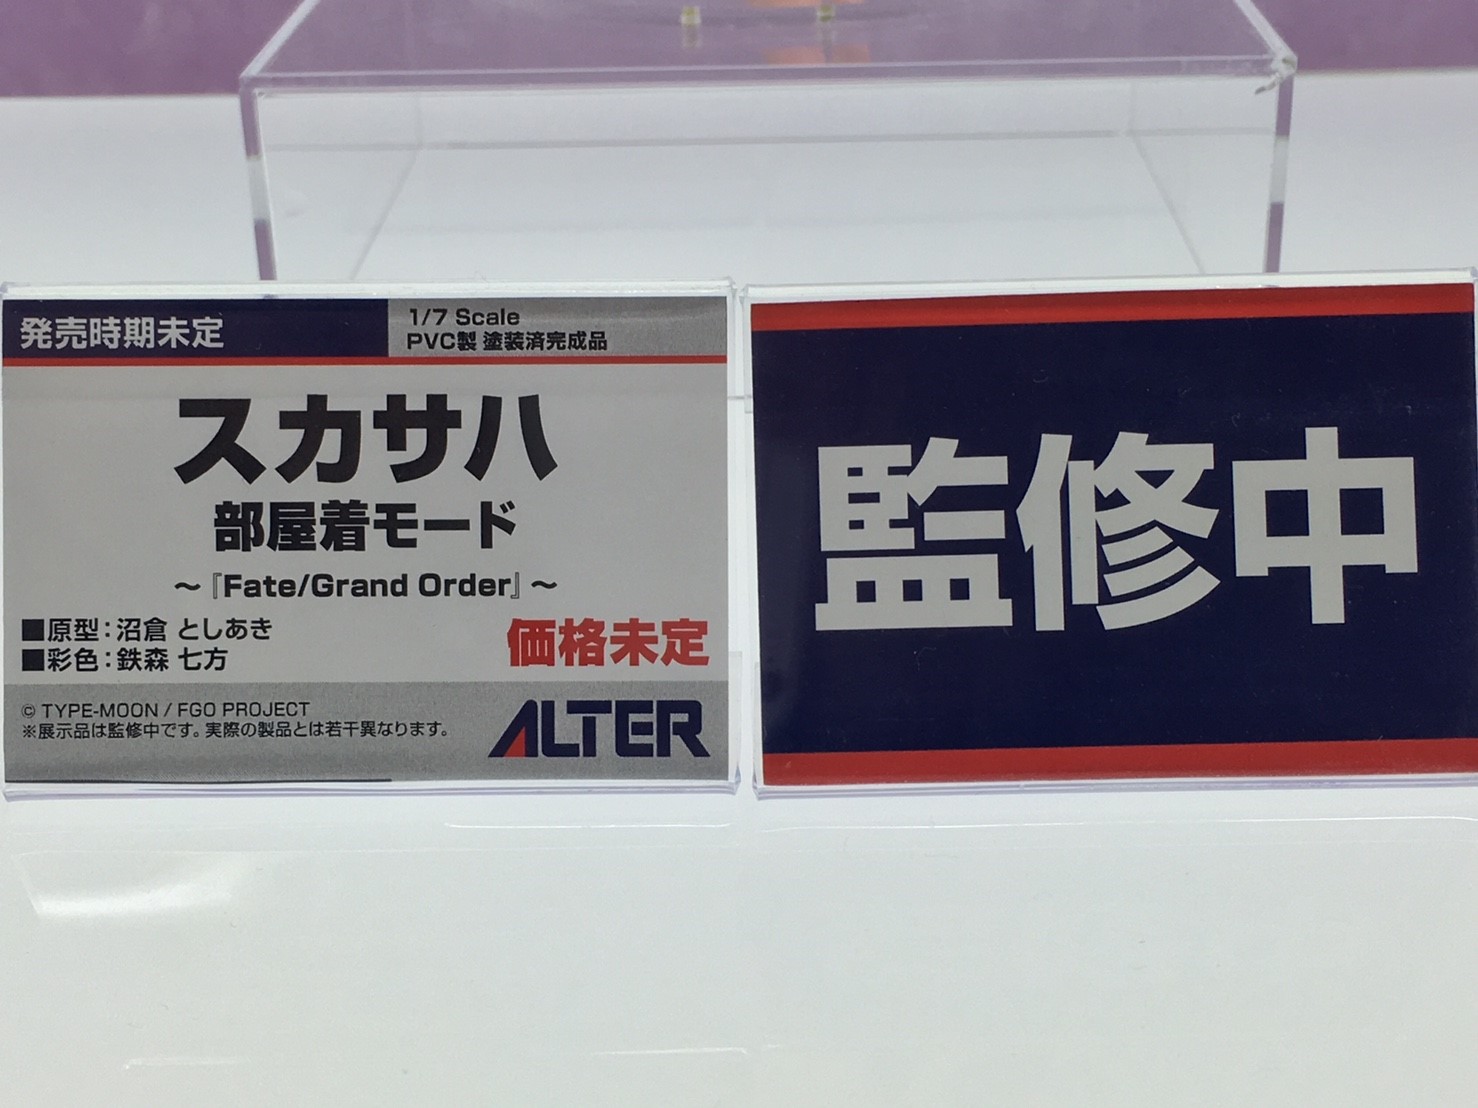 発売時期未定
1/7 Scale
PVC製 塗装済完成品
スカサハ
部屋着モード
～『Fate/Grand Order』～
■原型：沼倉 としあき
■彩色：鉄森 七方
価格未定
© TYPE-MOON / FGO PROJECT
※展示品は監修中です。実際の製品とは若干異なります。
ALTER
監修中